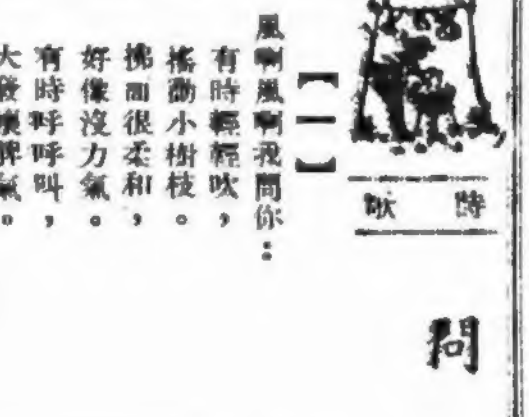 詩歌
問
【一】
風啊風啊我問你：
有時輕輕吹，
搖動小樹枝。
拂面很柔和，
好像沒力氣。
有時呼呼叫，
大發壞脾氣。